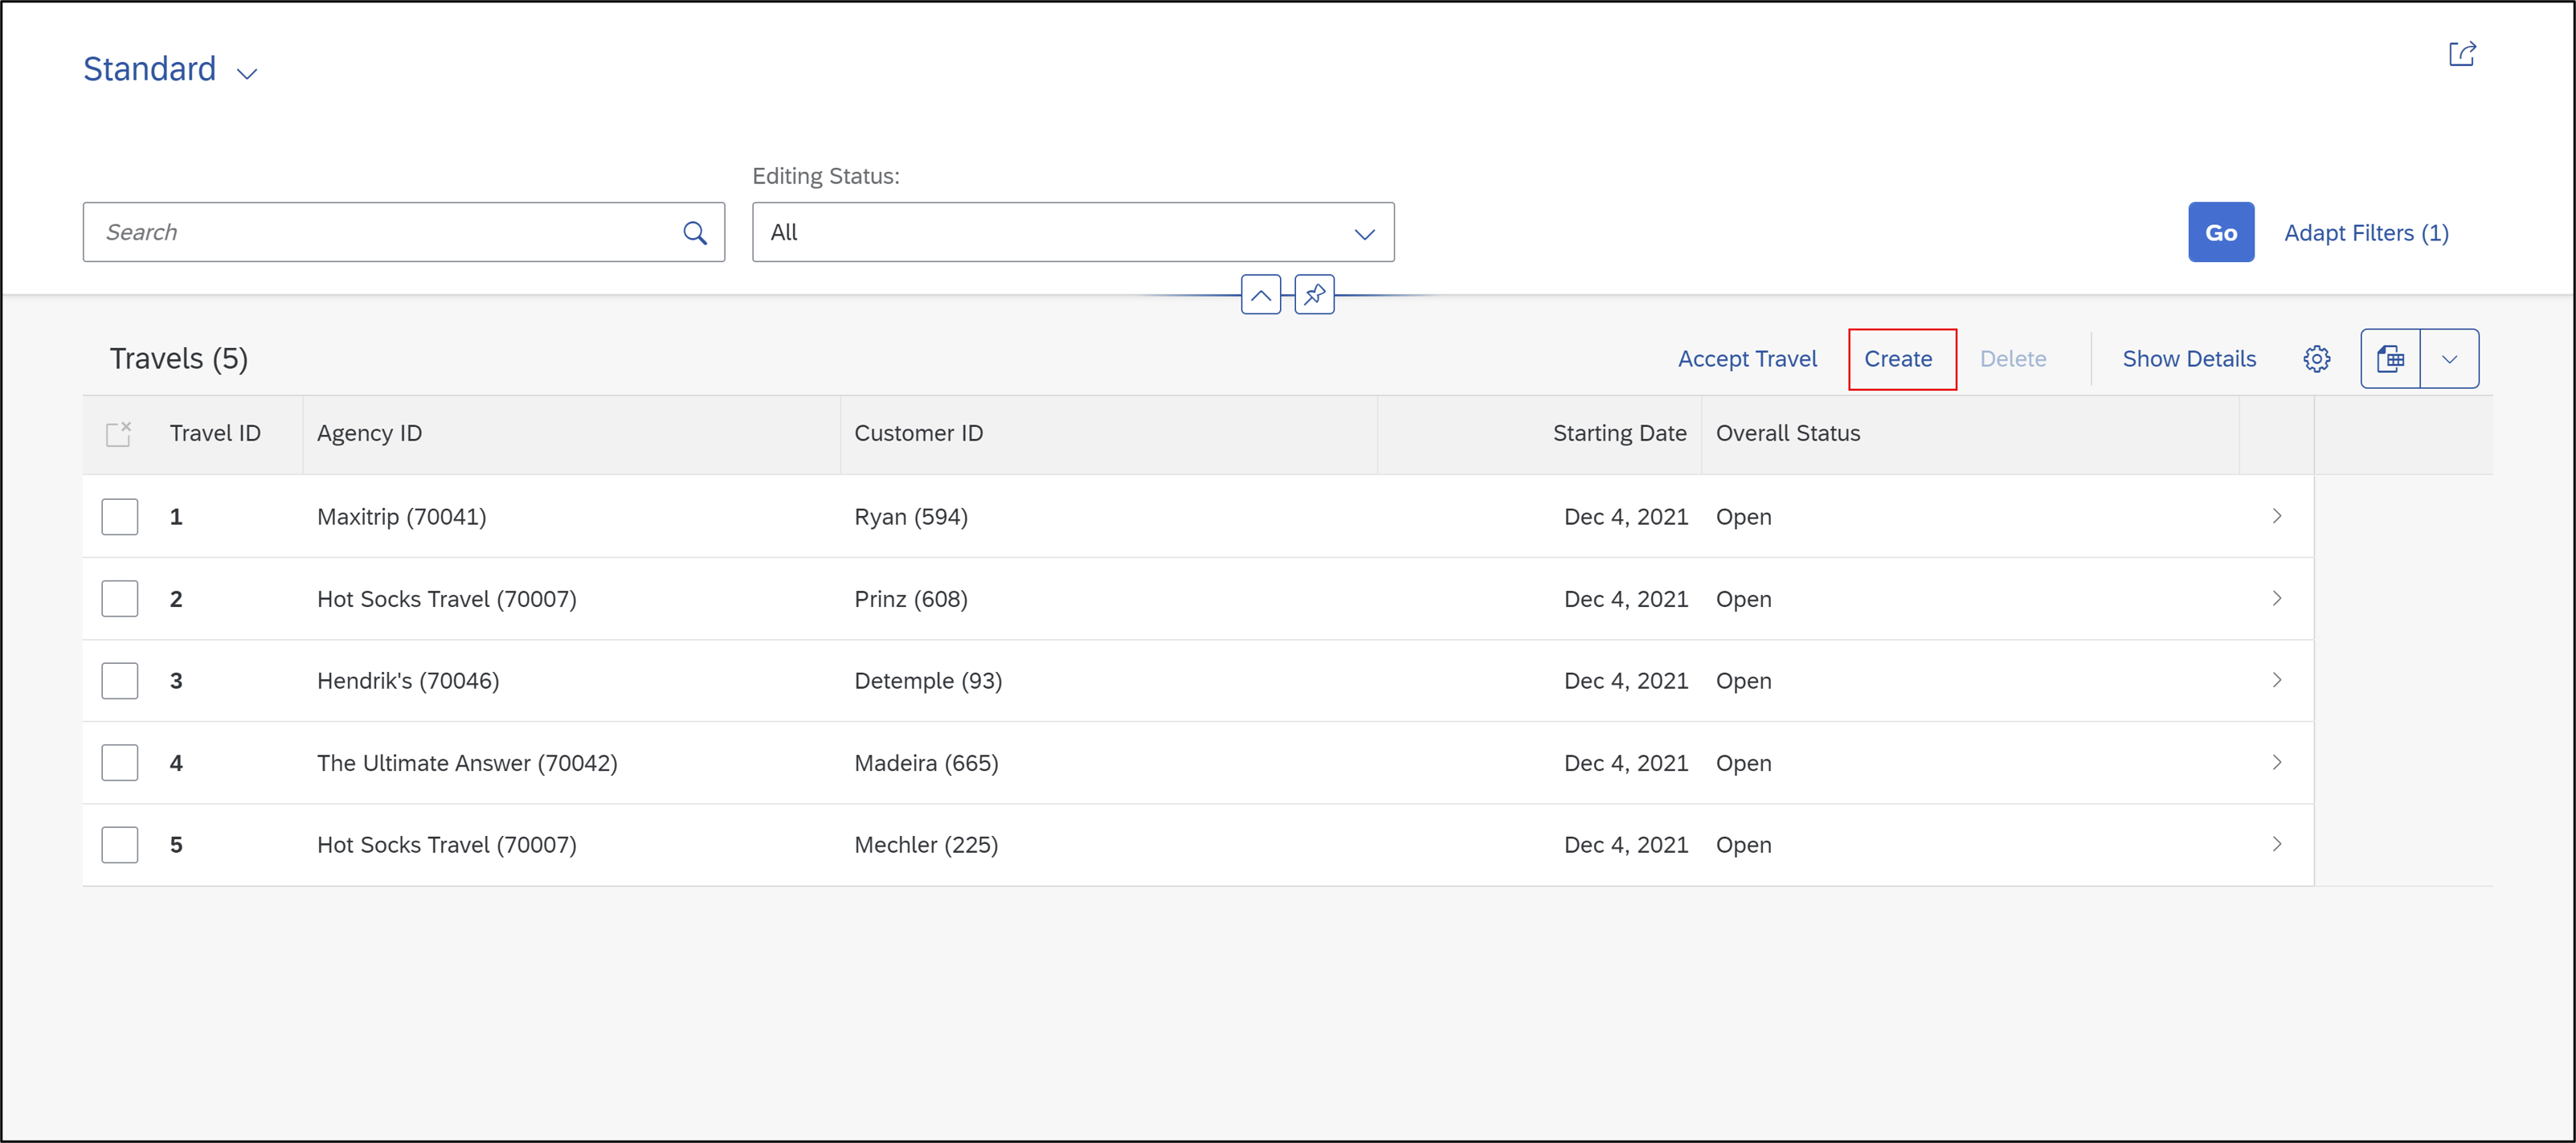 Standard
Editing Status:
Search
All
Go
Adapt Filters (1)
Travels (5)
Accept Travel
Create
Delete
Show Details
Travel ID Agency ID Customer ID Starting Date Overall Status
1 Maxitrip (70041) Ryan (594) Dec 4, 2021 Open
2 Hot Socks Travel (70007) Prinz (608) Dec 4, 2021 Open
3 Hendrik's (70046) Detemple (93) Dec 4, 2021 Open
4 The Ultimate Answer (70042) Madeira (665) Dec 4, 2021 Open
5 Hot Socks Travel (70007) Mechler (225) Dec 4, 2021 Open